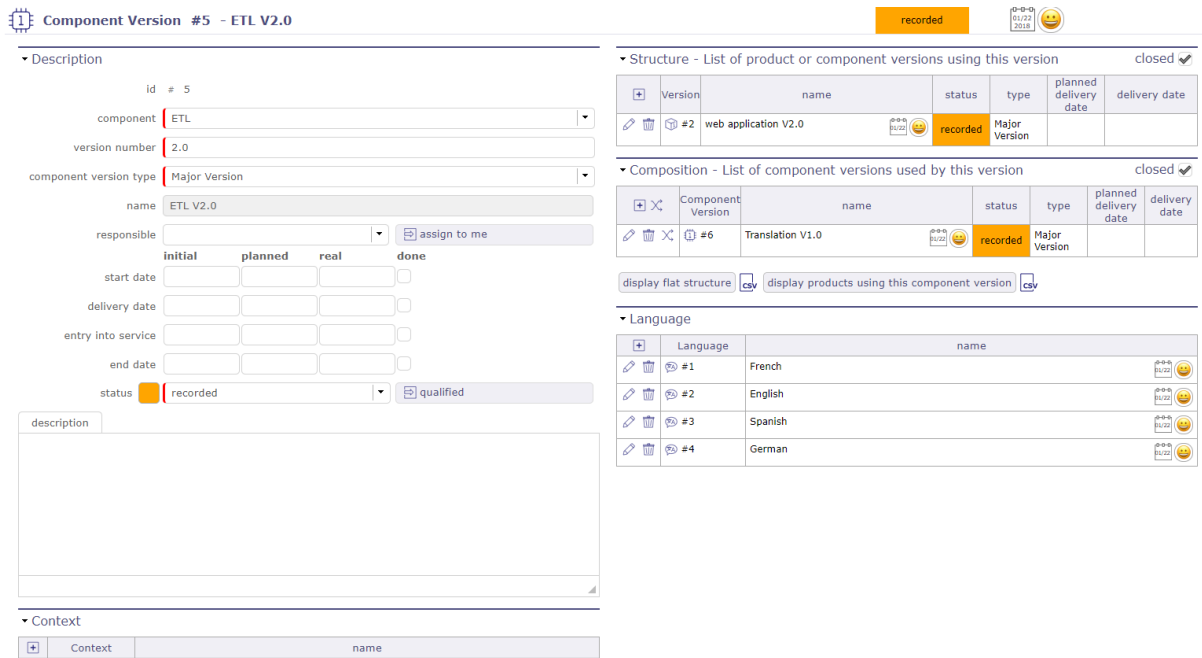 Component Version #5 - ETL V2.0
recorded
01/22
2018
Description
id # 5
component ETL
version number 2.0
component version type Major Version
name ETL V2.0
responsible
assign to me
initial planned real done
start date
delivery date
entry into service
end date
status recorded
qualified
description
Context
Context name
Structure - List of product or component versions using this version closed
Version name status type planned delivery date delivery date
#2 web application V2.0 01/22 recorded Major Version
Composition - List of component versions used by this version closed
Component Version name status type planned delivery date delivery date
#6 Translation V1.0 01/22 recorded Major Version
display flat structure csv display products using this component version csv
Language
Language name
#1 French 01/22
#2 English 01/22
#3 Spanish 01/22
#4 German 01/22